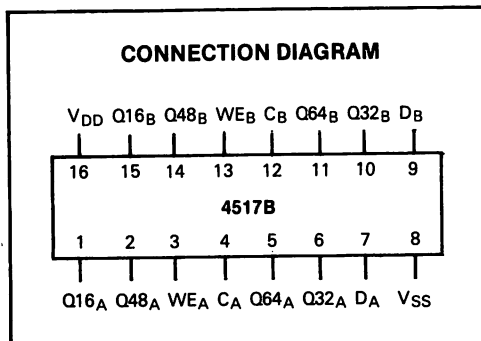 CONNECTION DIAGRAM
VDD Q16B Q48B WEB CB Q64B Q32B DB
16 15 14 13 12 11 10 9
4517B
1 2 3 4 5 6 7 8
Q16A Q48A WEA CA Q64A Q32A DA VSS